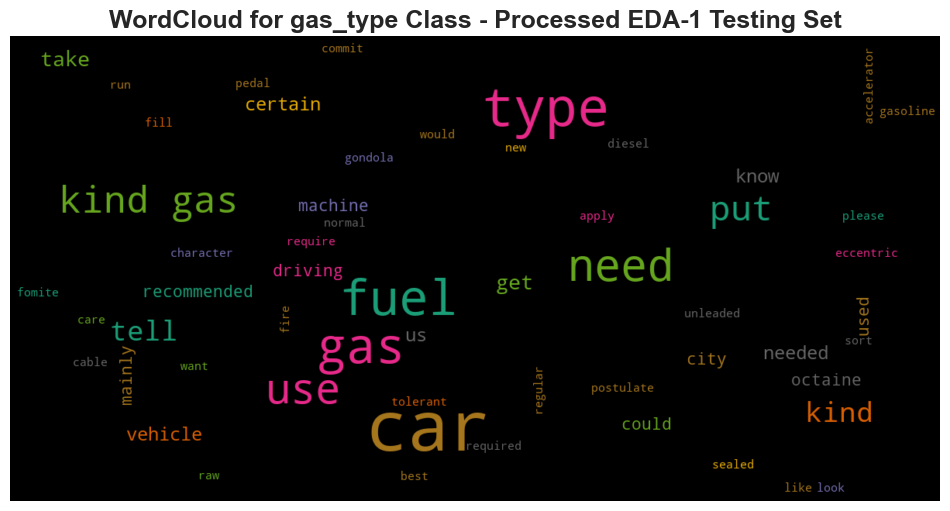 WordCloud for gas_type Class - Processed EDA-1 Testing Set
commit
take
run
pedal
certain
type
accelerator
gasoline
fill
would
new
diesel
gondola
know
kind gas
machine
normal
put
apply
please
require
character
driving
need
eccentric
fomite
recommended
fuel
get
care
tell
fire
us
unleaded
used
sort
cable
mainly
want
gas
city
needed
use
regular
postulate
octaine
tolerant
car
kind
vehicle
required
could
raw
best
sealed
like
look